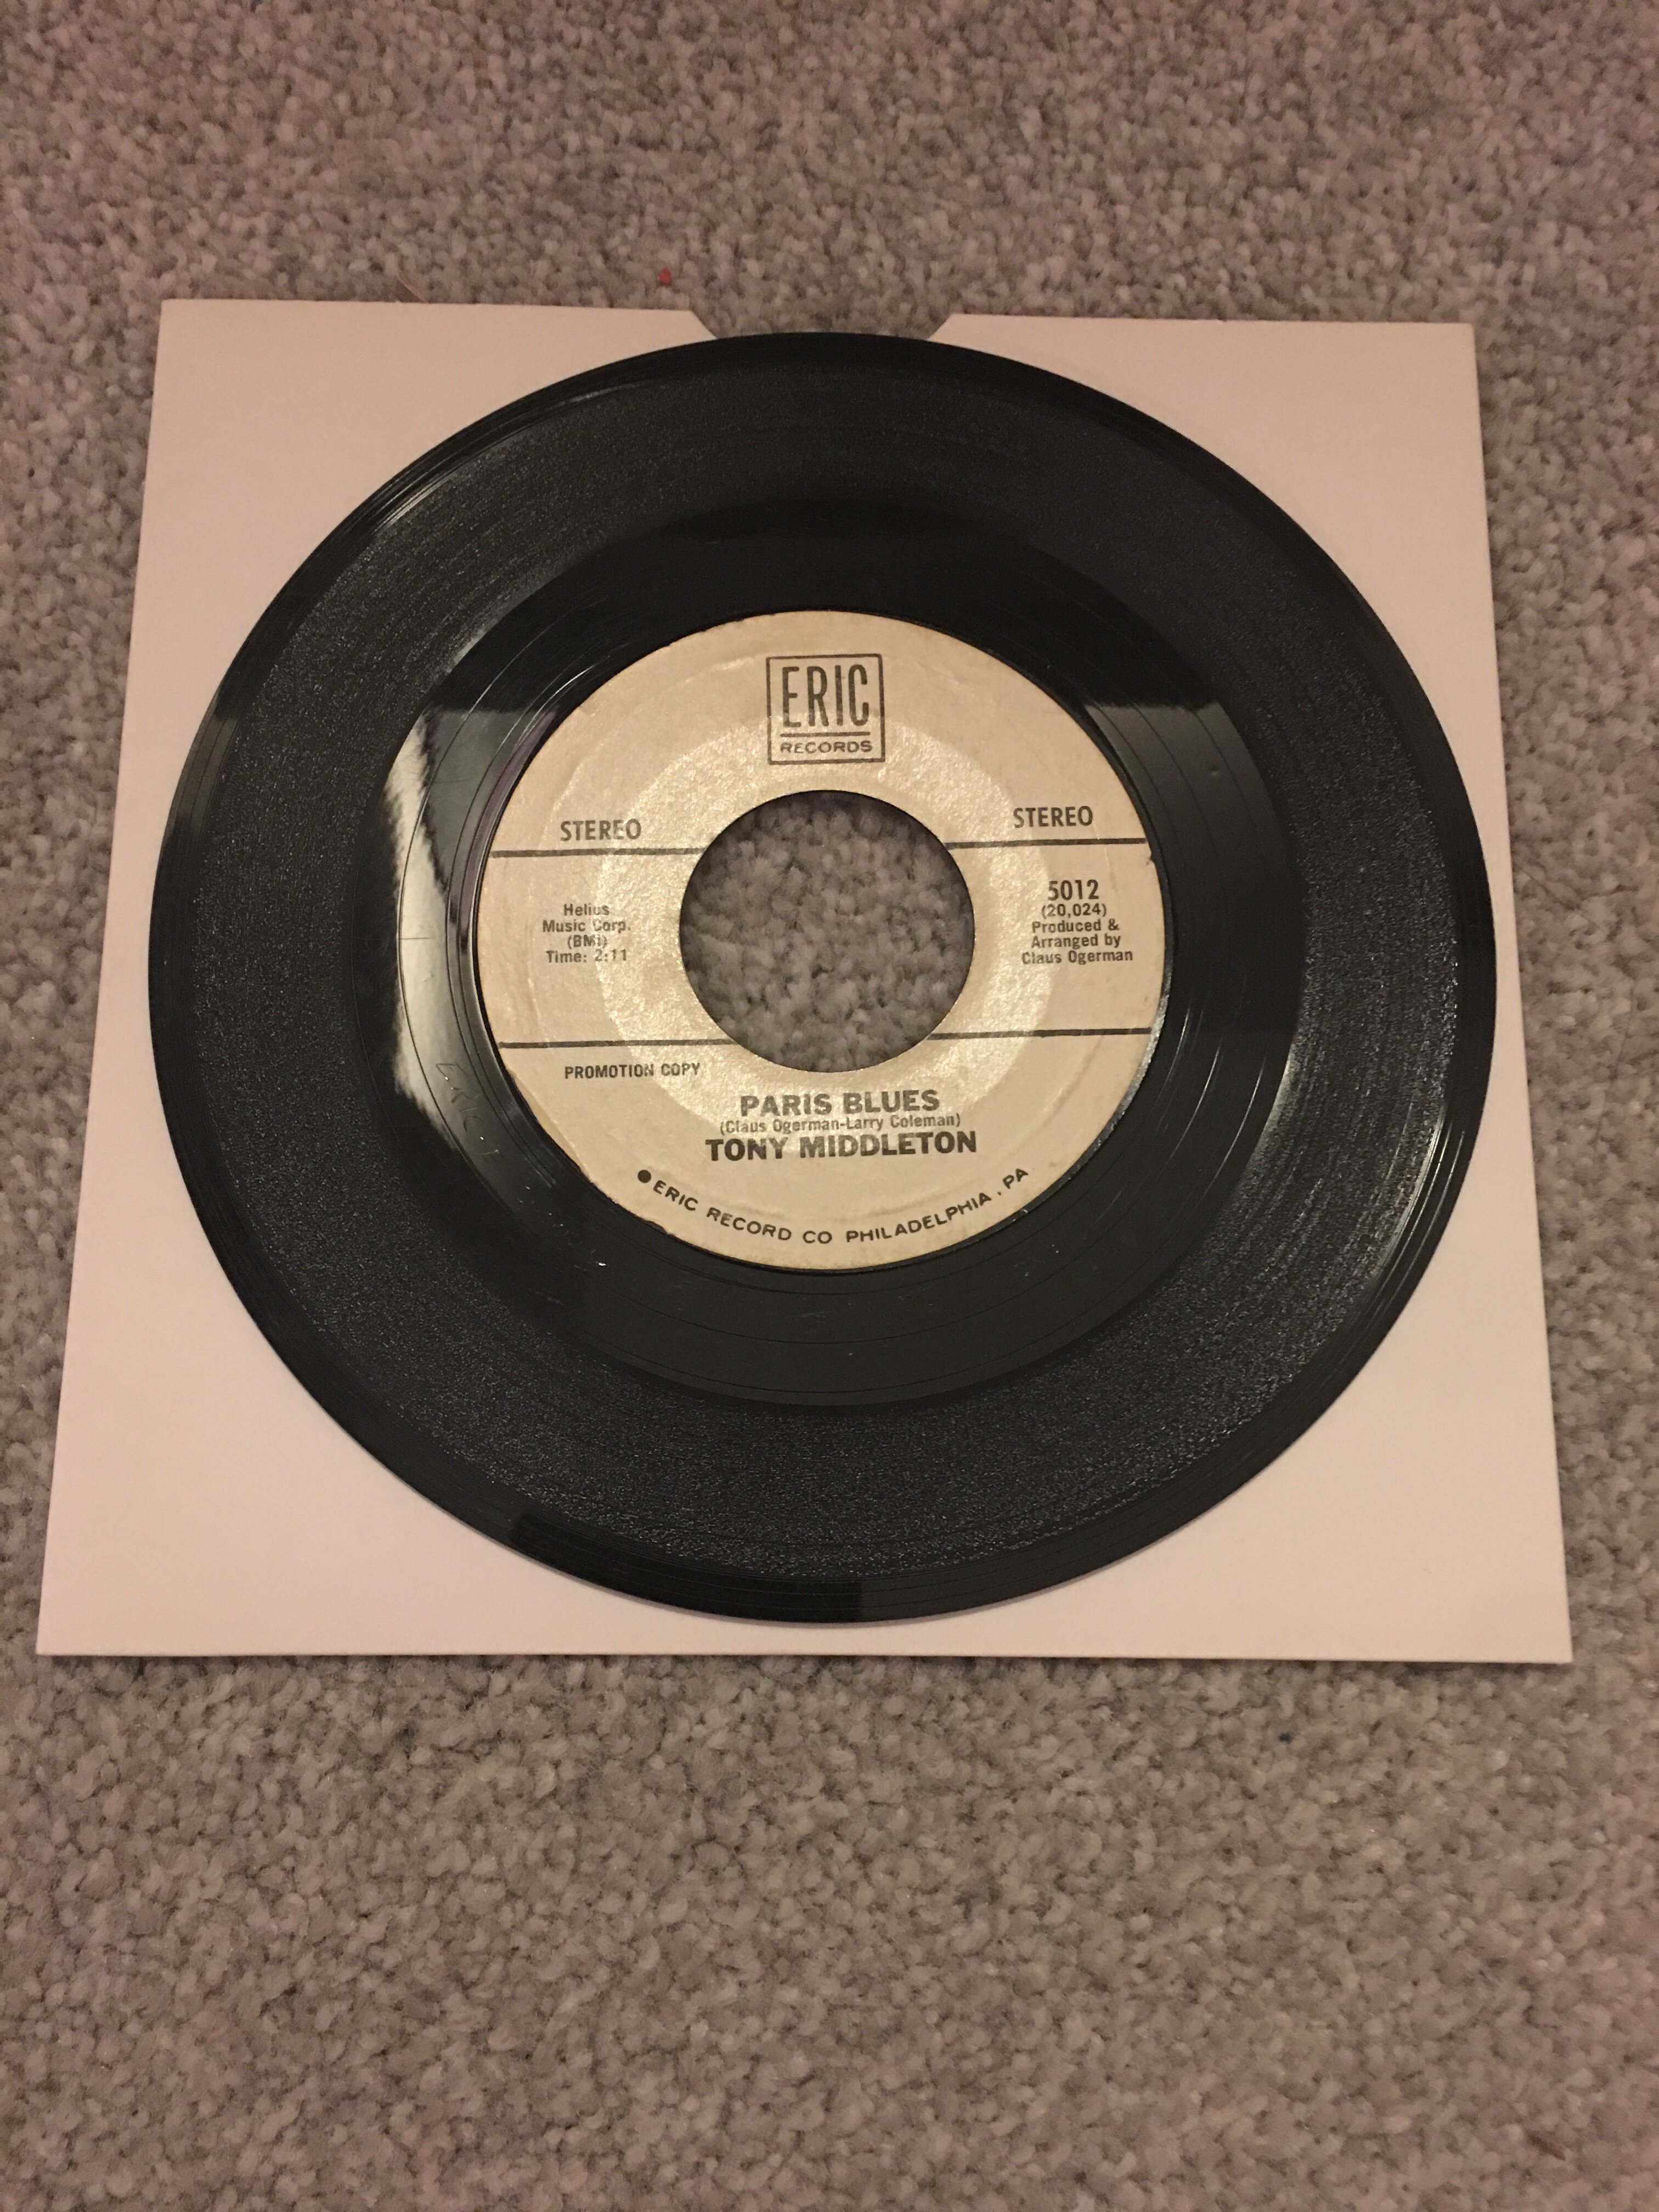 ERIC
RECORDS
STEREO
STEREO
Helius
Music Corp.
(BMI)
Time: 2:11
5012
(20,024)
Produced &
Arranged by
Claus Ogerman
PROMOTION COPY
PARIS BLUES
(Claus Ogerman-Larry Coleman)
TONY MIDDLETON
●ERIC RECORD CO PHILADELPHIA, PA